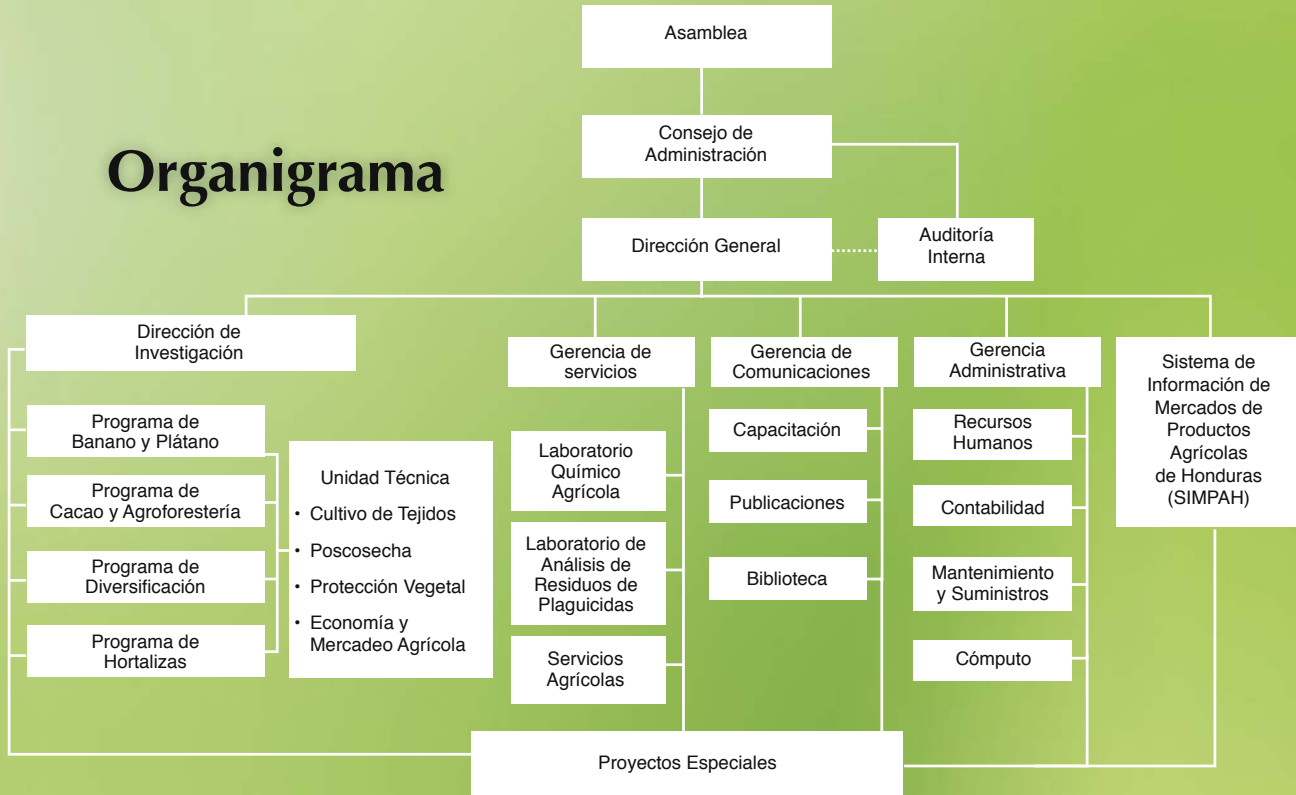 Asamblea
Consejo de
Administración
Organigrama
Dirección General
Auditoría
Interna
Dirección de
Investigación
Gerencia de
servicios
Gerencia de
Comunicaciones
Gerencia
Administrativa
Sistema de
Información de
Mercados de
Productos
Agrícolas
de Honduras
(SIMPAH)
Programa de
Banano y Plátano
Programa de
Cacao y Agroforestería
Programa de
Diversificación
Programa de
Hortalizas
Unidad Técnica
• Cultivo de Tejidos
• Poscosecha
• Protección Vegetal
• Economía y
Mercadeo Agrícola
Laboratorio
Químico
Agrícola
Laboratorio de
Análisis de
Residuos de
Plaguicidas
Servicios
Agrícolas
Capacitación
Publicaciones
Biblioteca
Recursos
Humanos
Contabilidad
Mantenimiento
y Suministros
Cómputo
Proyectos Especiales